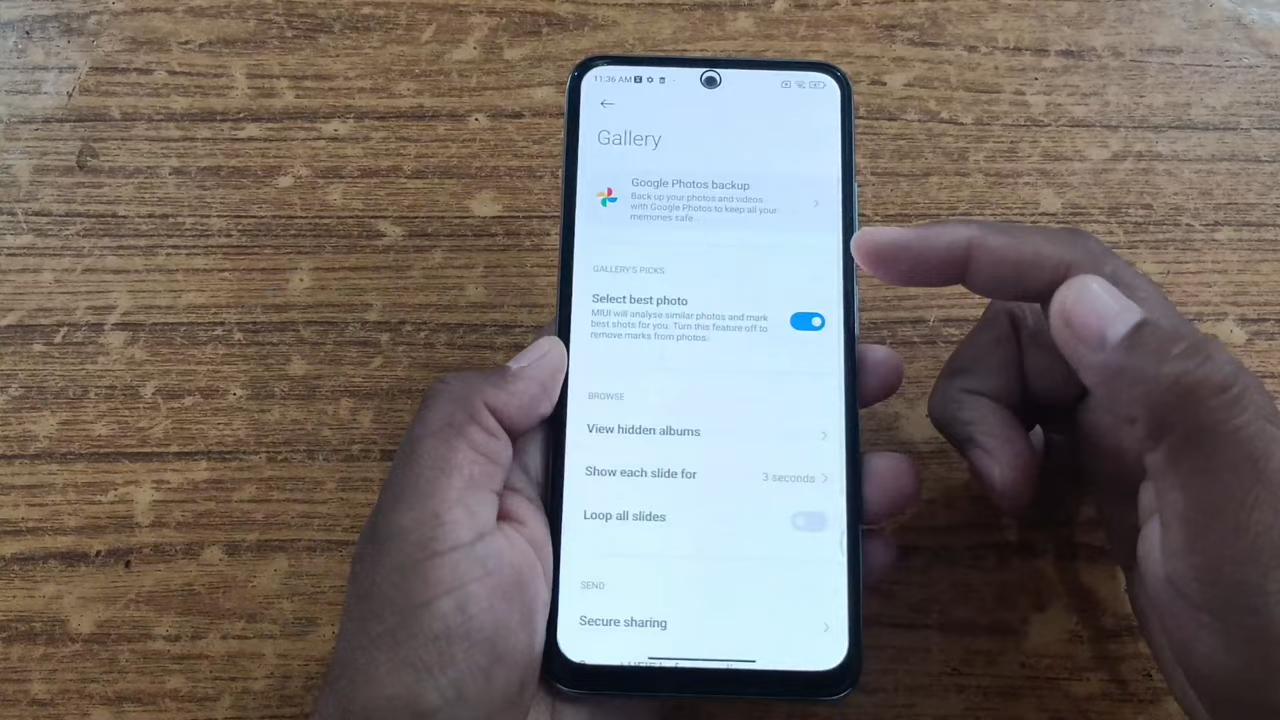 11:36 AM
Gallery
Google Photos backup
Back up your photos and videos
with Google Photos to keep all your
memories safe
GALLERY'S PICKS
Select best photo
MIUI will analyse similar photos and mark
best shots for you. Turn this feature off to
remove marks from photos.
BROWSE
View hidden albums
Show each slide for
3 seconds
Loop all slides
SEND
Secure sharing